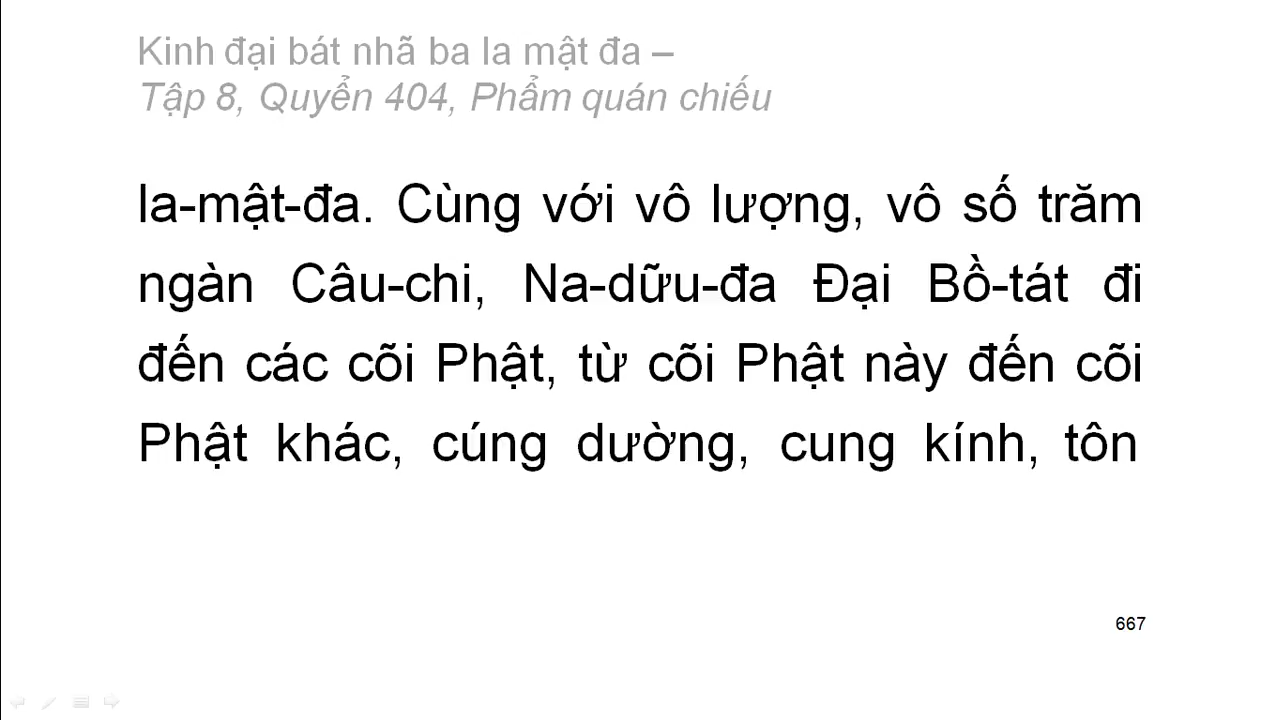 Kinh đại bát nhã ba la mật đa –
Tập 8, Quyển 404, Phẩm quán chiếu
la-mật-đa. Cùng với vô lượng, vô số trăm
ngàn Câu-chi, Na-dữu-đa Đại Bồ-tát đi
đến các cõi Phật, từ cõi Phật này đến cõi
Phật khác, cúng dường, cung kính, tôn
667